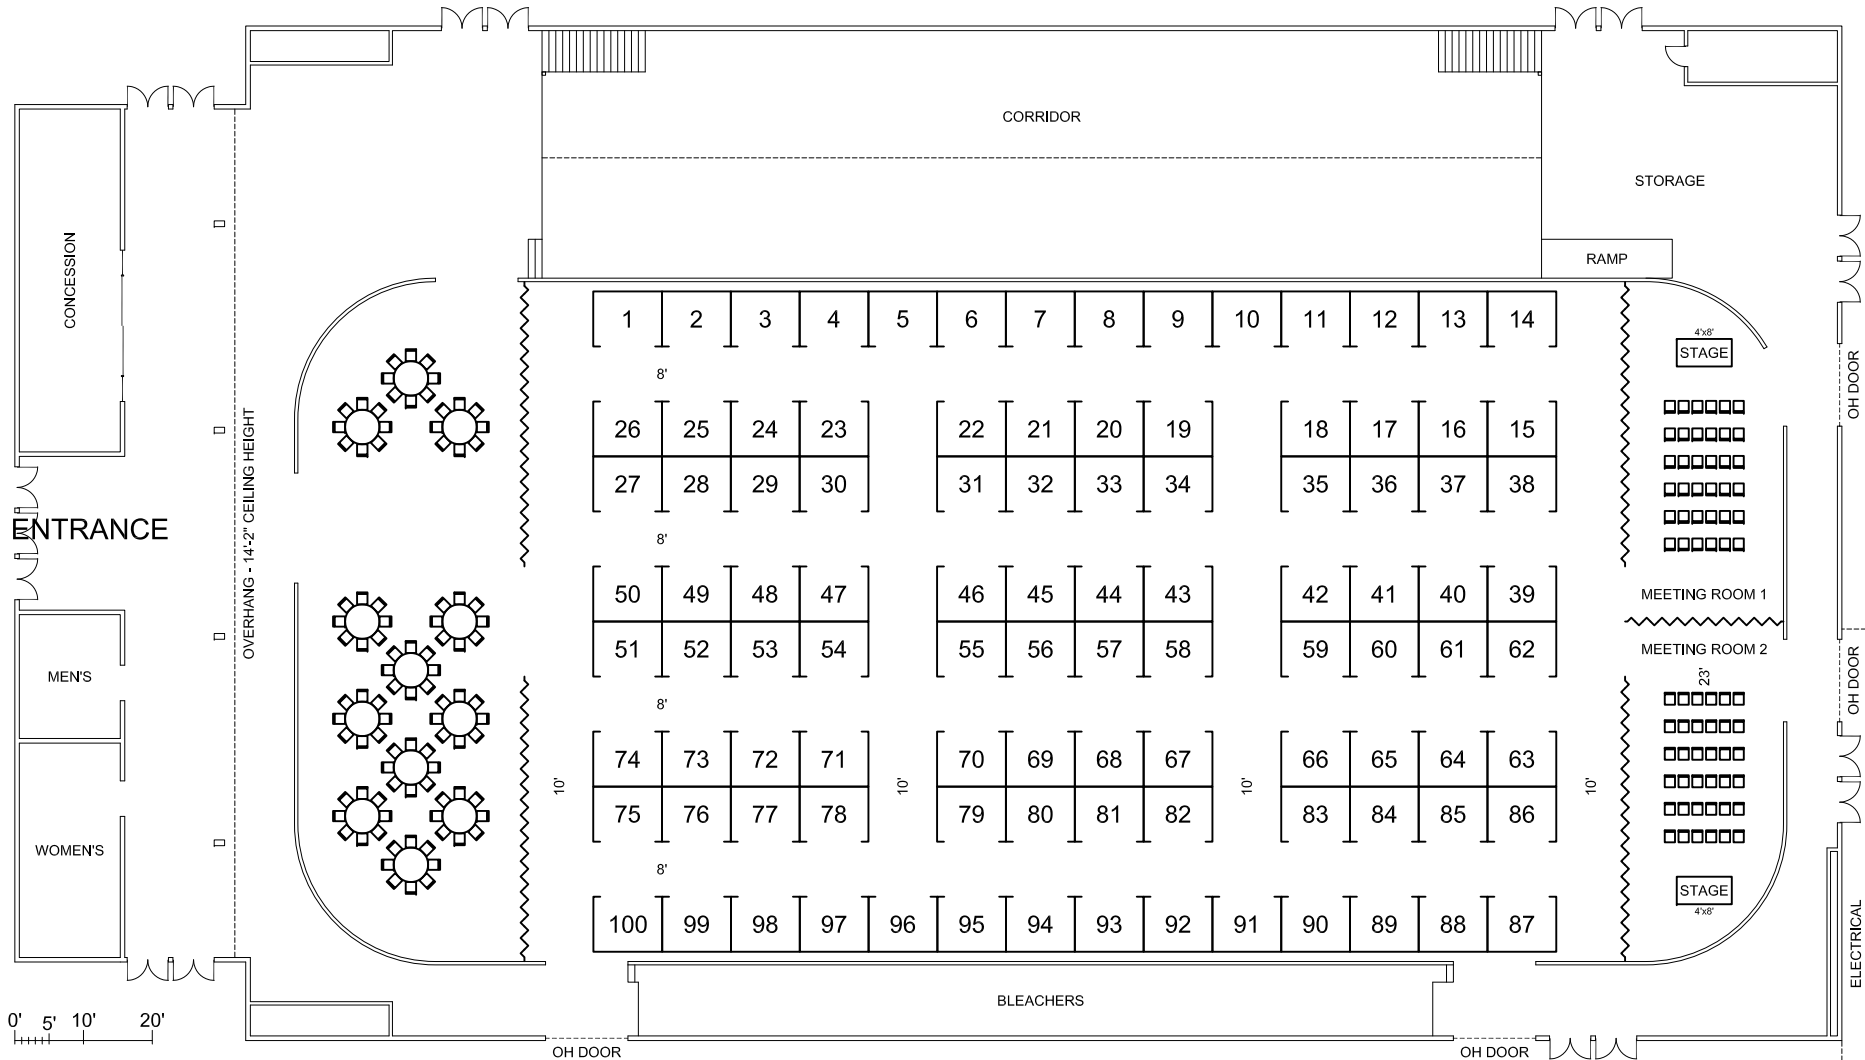 CORRIDOR
STORAGE
CONCESSION
RAMP
1 2 3 4 5 6 7 8 9 10 11 12 13 14
4'x8'
STAGE
8'
OH DOOR
26 25 24 23 22 21 20 19 18 17 16 15
27 28 29 30 31 32 33 34 35 36 37 38
OVERHANG - 14'-2" CEILING HEIGHT
ENTRANCE
8'
50 49 48 47 46 45 44 43 42 41 40 39
MEETING ROOM 1
51 52 53 54 55 56 57 58 59 60 61 62
MEETING ROOM 2
23'
MEN'S
OH DOOR
8'
74 73 72 71 70 69 68 67 66 65 64 63
10' 10' 10' 10'
75 76 77 78 79 80 81 82 83 84 85 86
WOMEN'S
8'
STAGE
4'x8'
100 99 98 97 96 95 94 93 92 91 90 89 88 87
ELECTRICAL
BLEACHERS
0' 5' 10' 20'
OH DOOR
OH DOOR